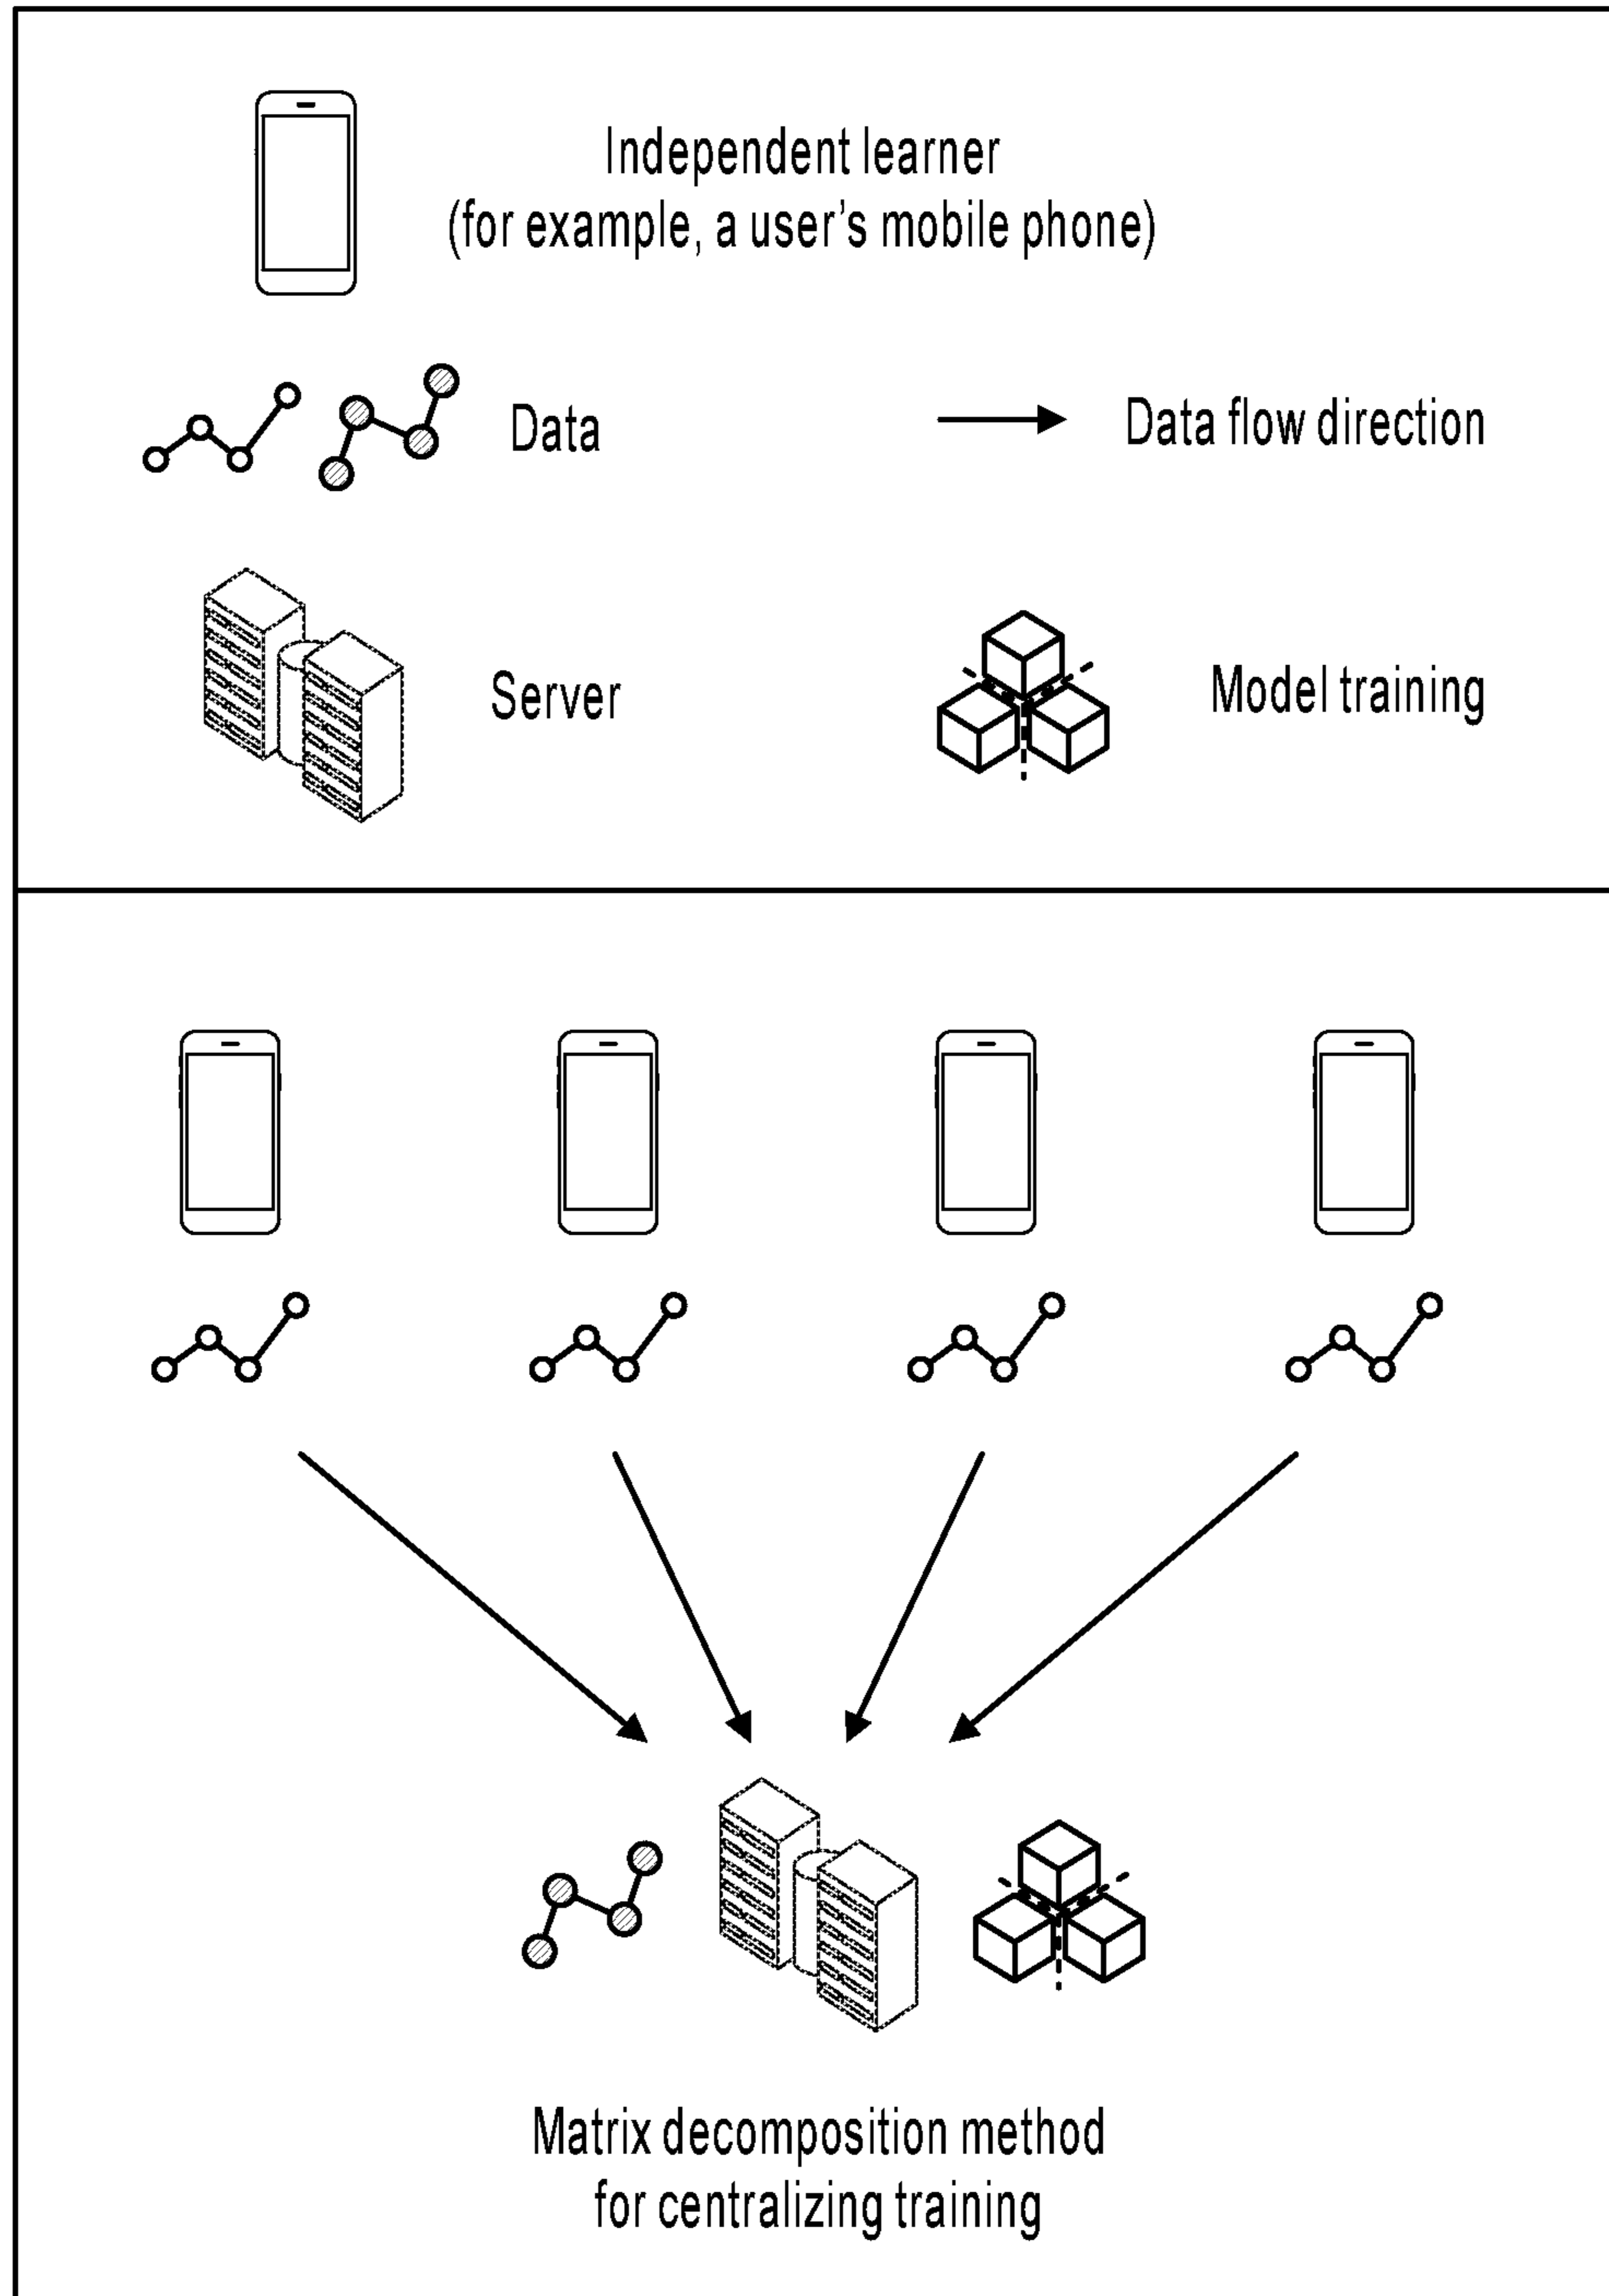 Independent learner
(for example, a user's mobile phone)
Data
Data flow direction
Server
Model training
Matrix decomposition method
for centralizing training